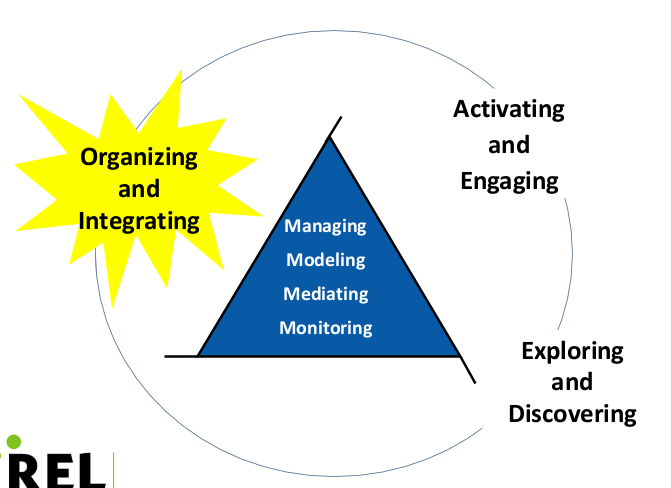 Organizing
and
Integrating
Activating
and
Engaging
Managing
Modeling
Mediating
Monitoring
Exploring
and
Discovering
REL